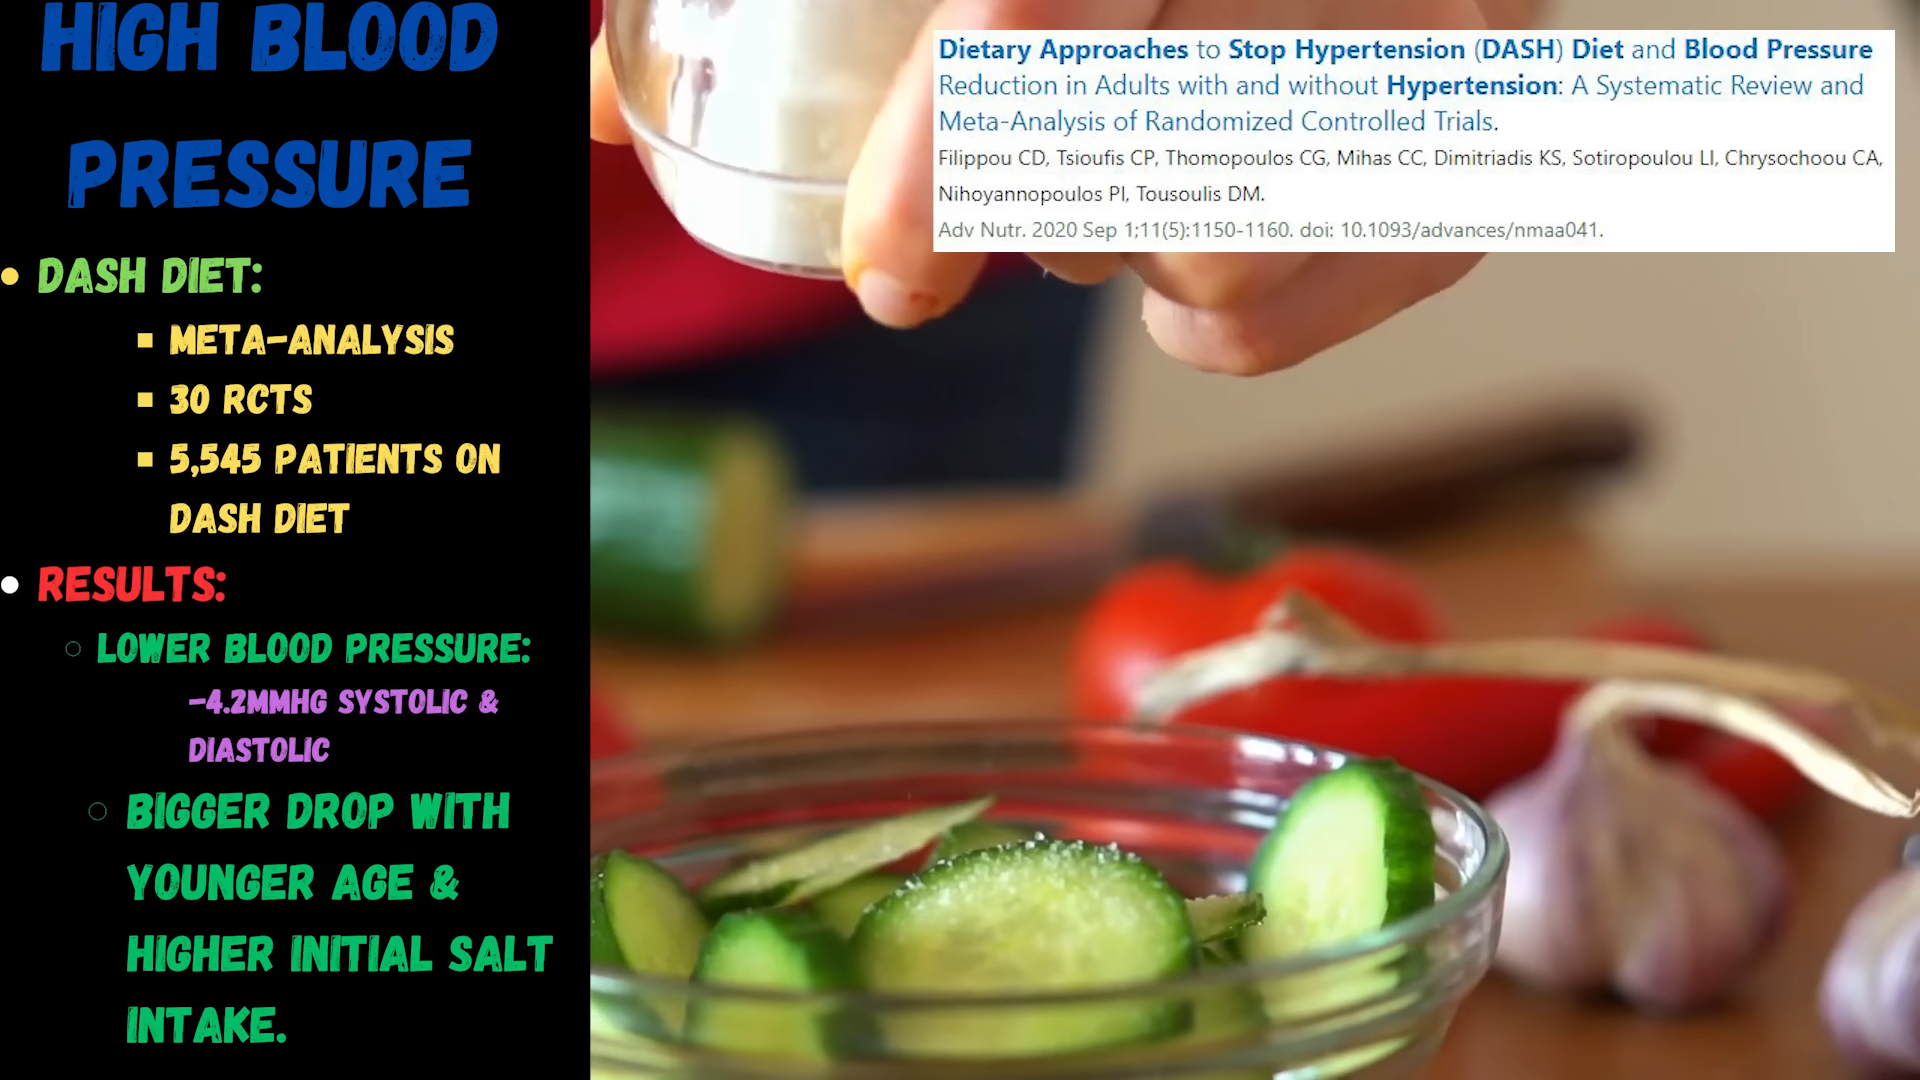 HIGH BLOOD
PRESSURE
DASH DIET:
META-ANALYSIS
30 RCTS
5,545 PATIENTS ON
DASH DIET
RESULTS:
LOWER BLOOD PRESSURE:
-4.2MMHG SYSTOLIC &
DIASTOLIC
BIGGER DROP WITH
YOUNGER AGE &
HIGHER INITIAL SALT
INTAKE.
Dietary Approaches to Stop Hypertension (DASH) Diet and Blood Pressure
Reduction in Adults with and without Hypertension: A Systematic Review and
Meta-Analysis of Randomized Controlled Trials.
Filippou CD, Tsioufis CP, Thomopoulos CG, Mihas CC, Dimitriadis KS, Sotiropoulou LI, Chrysochoou CA,
Nihoyannopoulos PI, Tousoulis DM.
Adv Nutr. 2020 Sep 1;11(5):1150-1160. doi: 10.1093/advances/nmaa041.